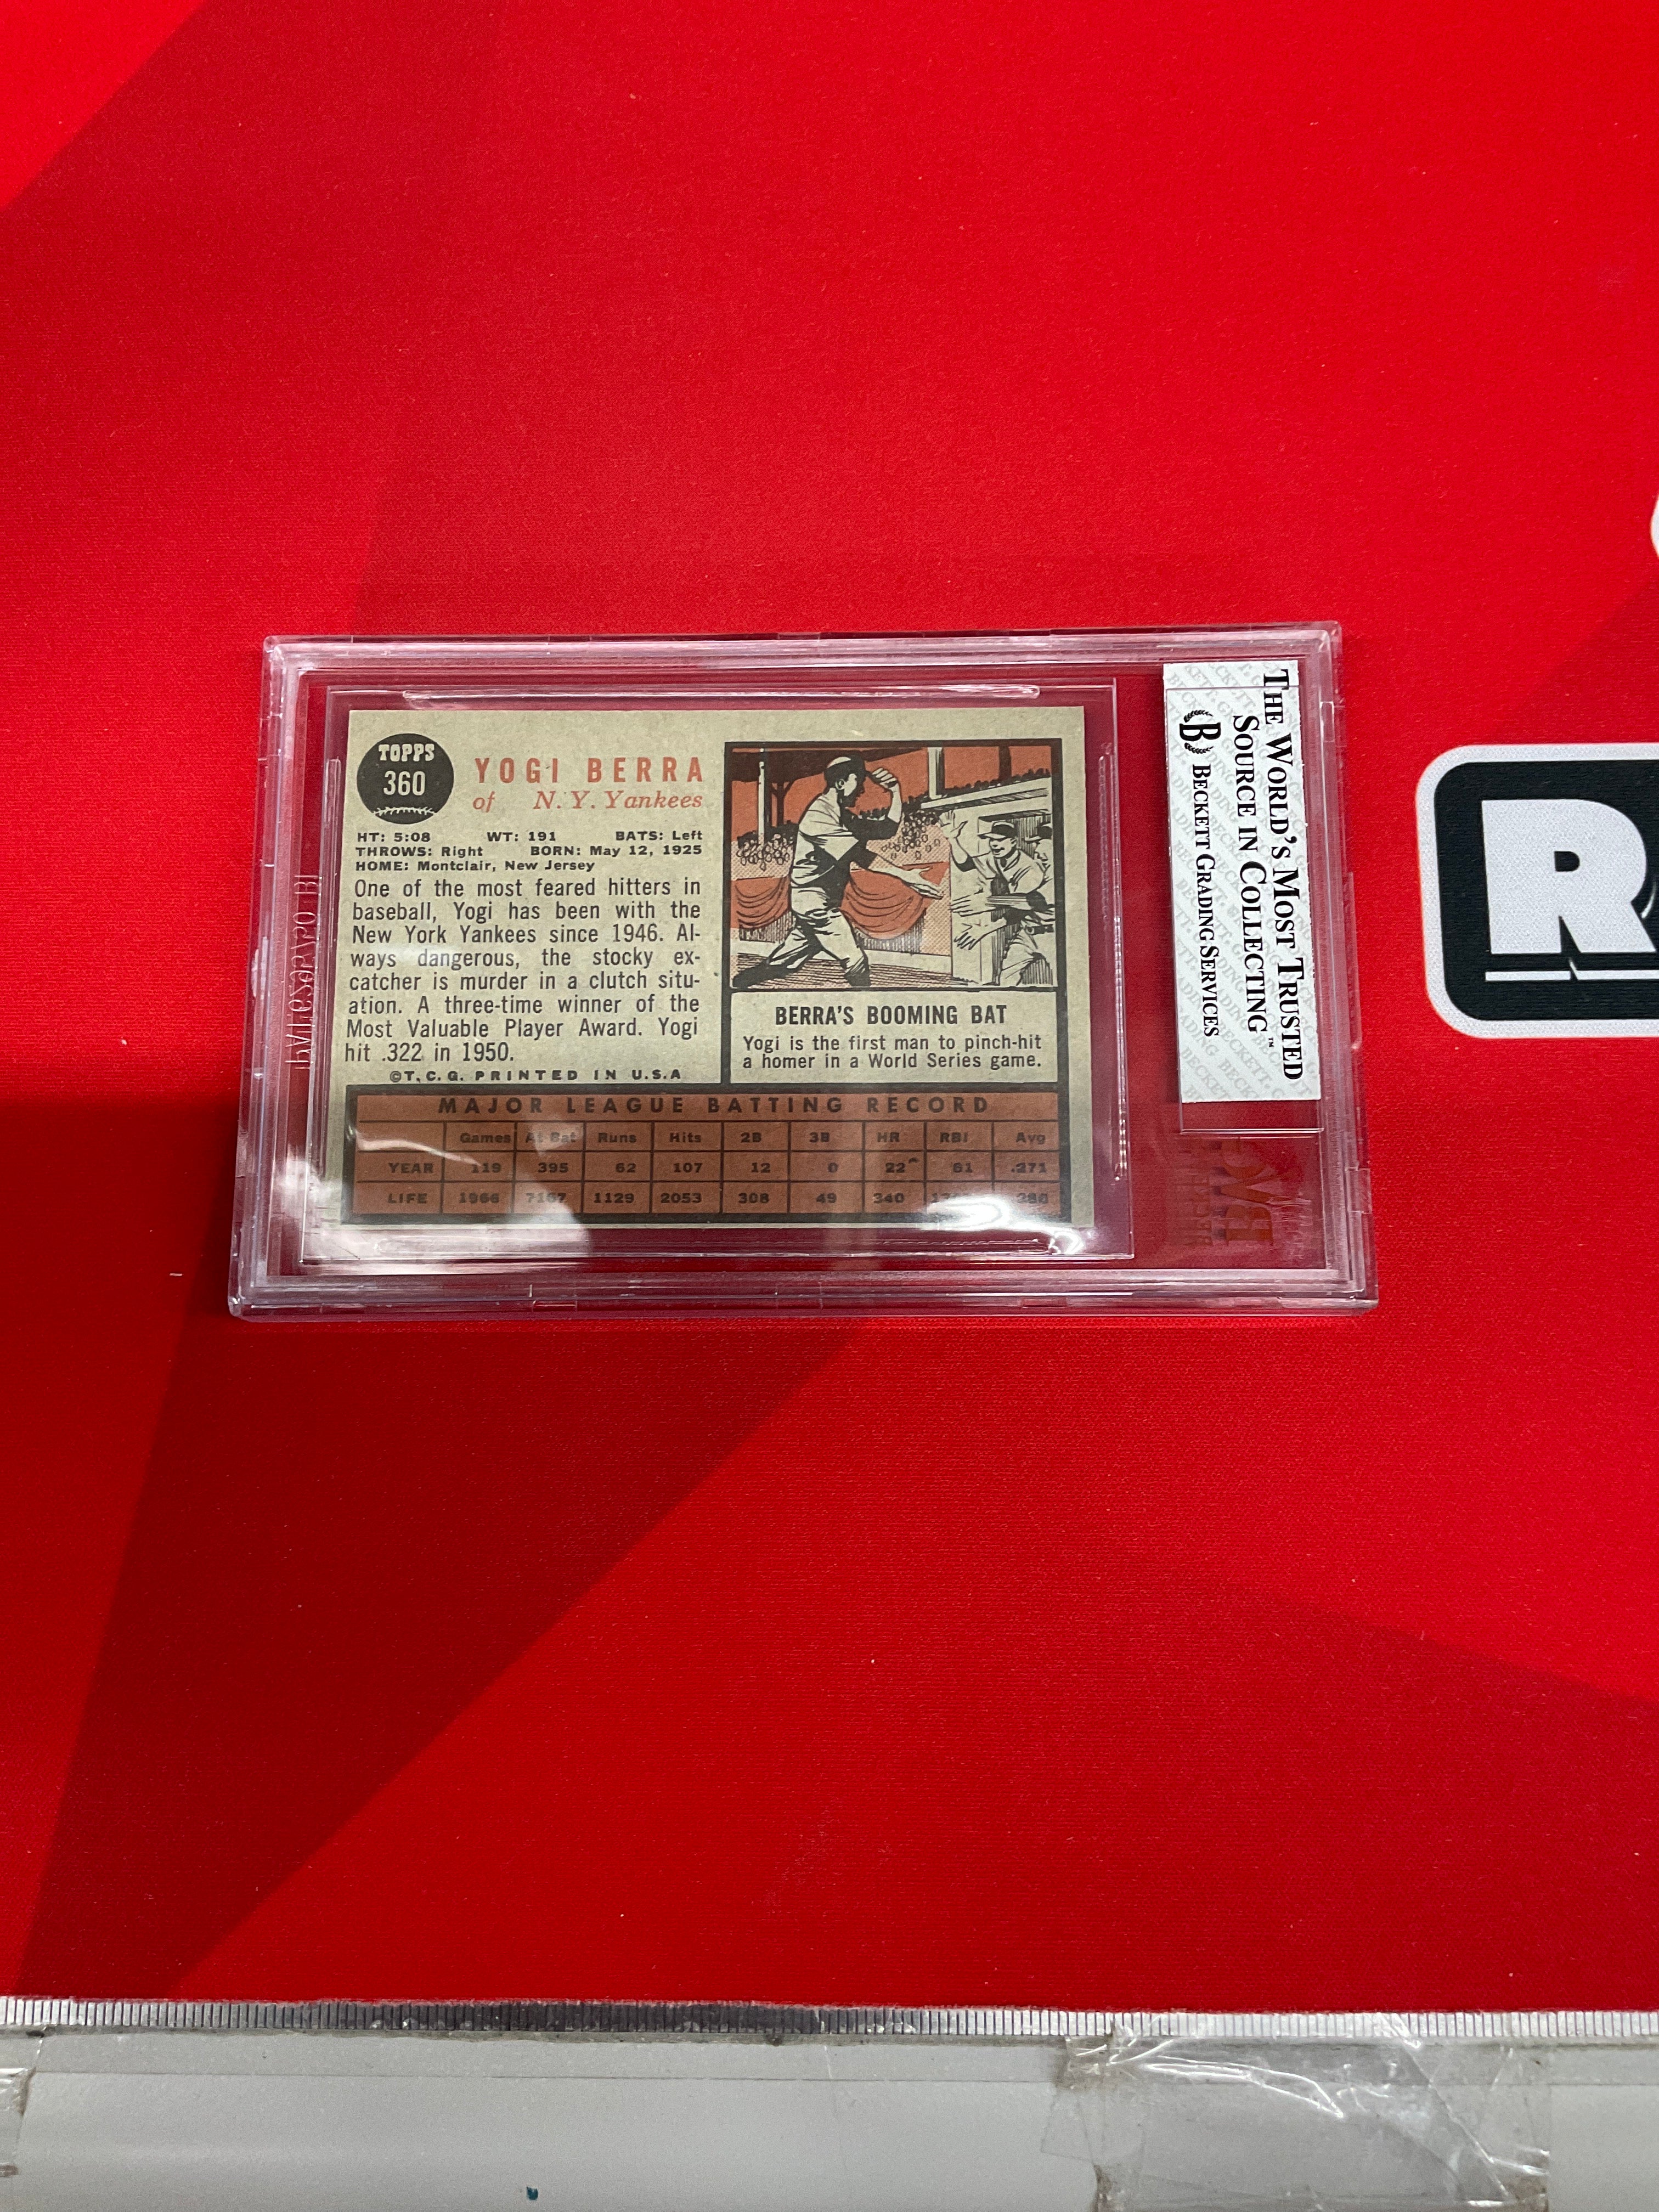 TOPPS
360
YOGI BERRA
of N.Y. Yankees
HT: 5:08 WT: 191 BATS: Left
THROWS: Right BORN: May 12, 1925
HOME: Montclair, New Jersey
One of the most feared hitters in
baseball, Yogi has been with the
New York Yankees since 1946. Al-
ways dangerous, the stocky ex-
catcher is murder in a clutch situ-
ation. A three-time winner of the
Most Valuable Player Award. Yogi
hit .322 in 1950.
©T.C.G. PRINTED IN U.S.A
BERRA'S BOOMING BAT
Yogi is the first man to pinch-hit
a homer in a World Series game.
MAJOR LEAGUE BATTING RECORD
Games At Bat Runs Hits 2B 3B HR RBI Avg
YEAR 119 395 62 107 12 0 22 61 .271
LIFE 1966 7167 1129 2053 308 49 340
THE WORLD'S MOST TRUSTED
SOURCE IN COLLECTING™
B BECKETT GRADING SERVICES
BECKETT
BVG
R